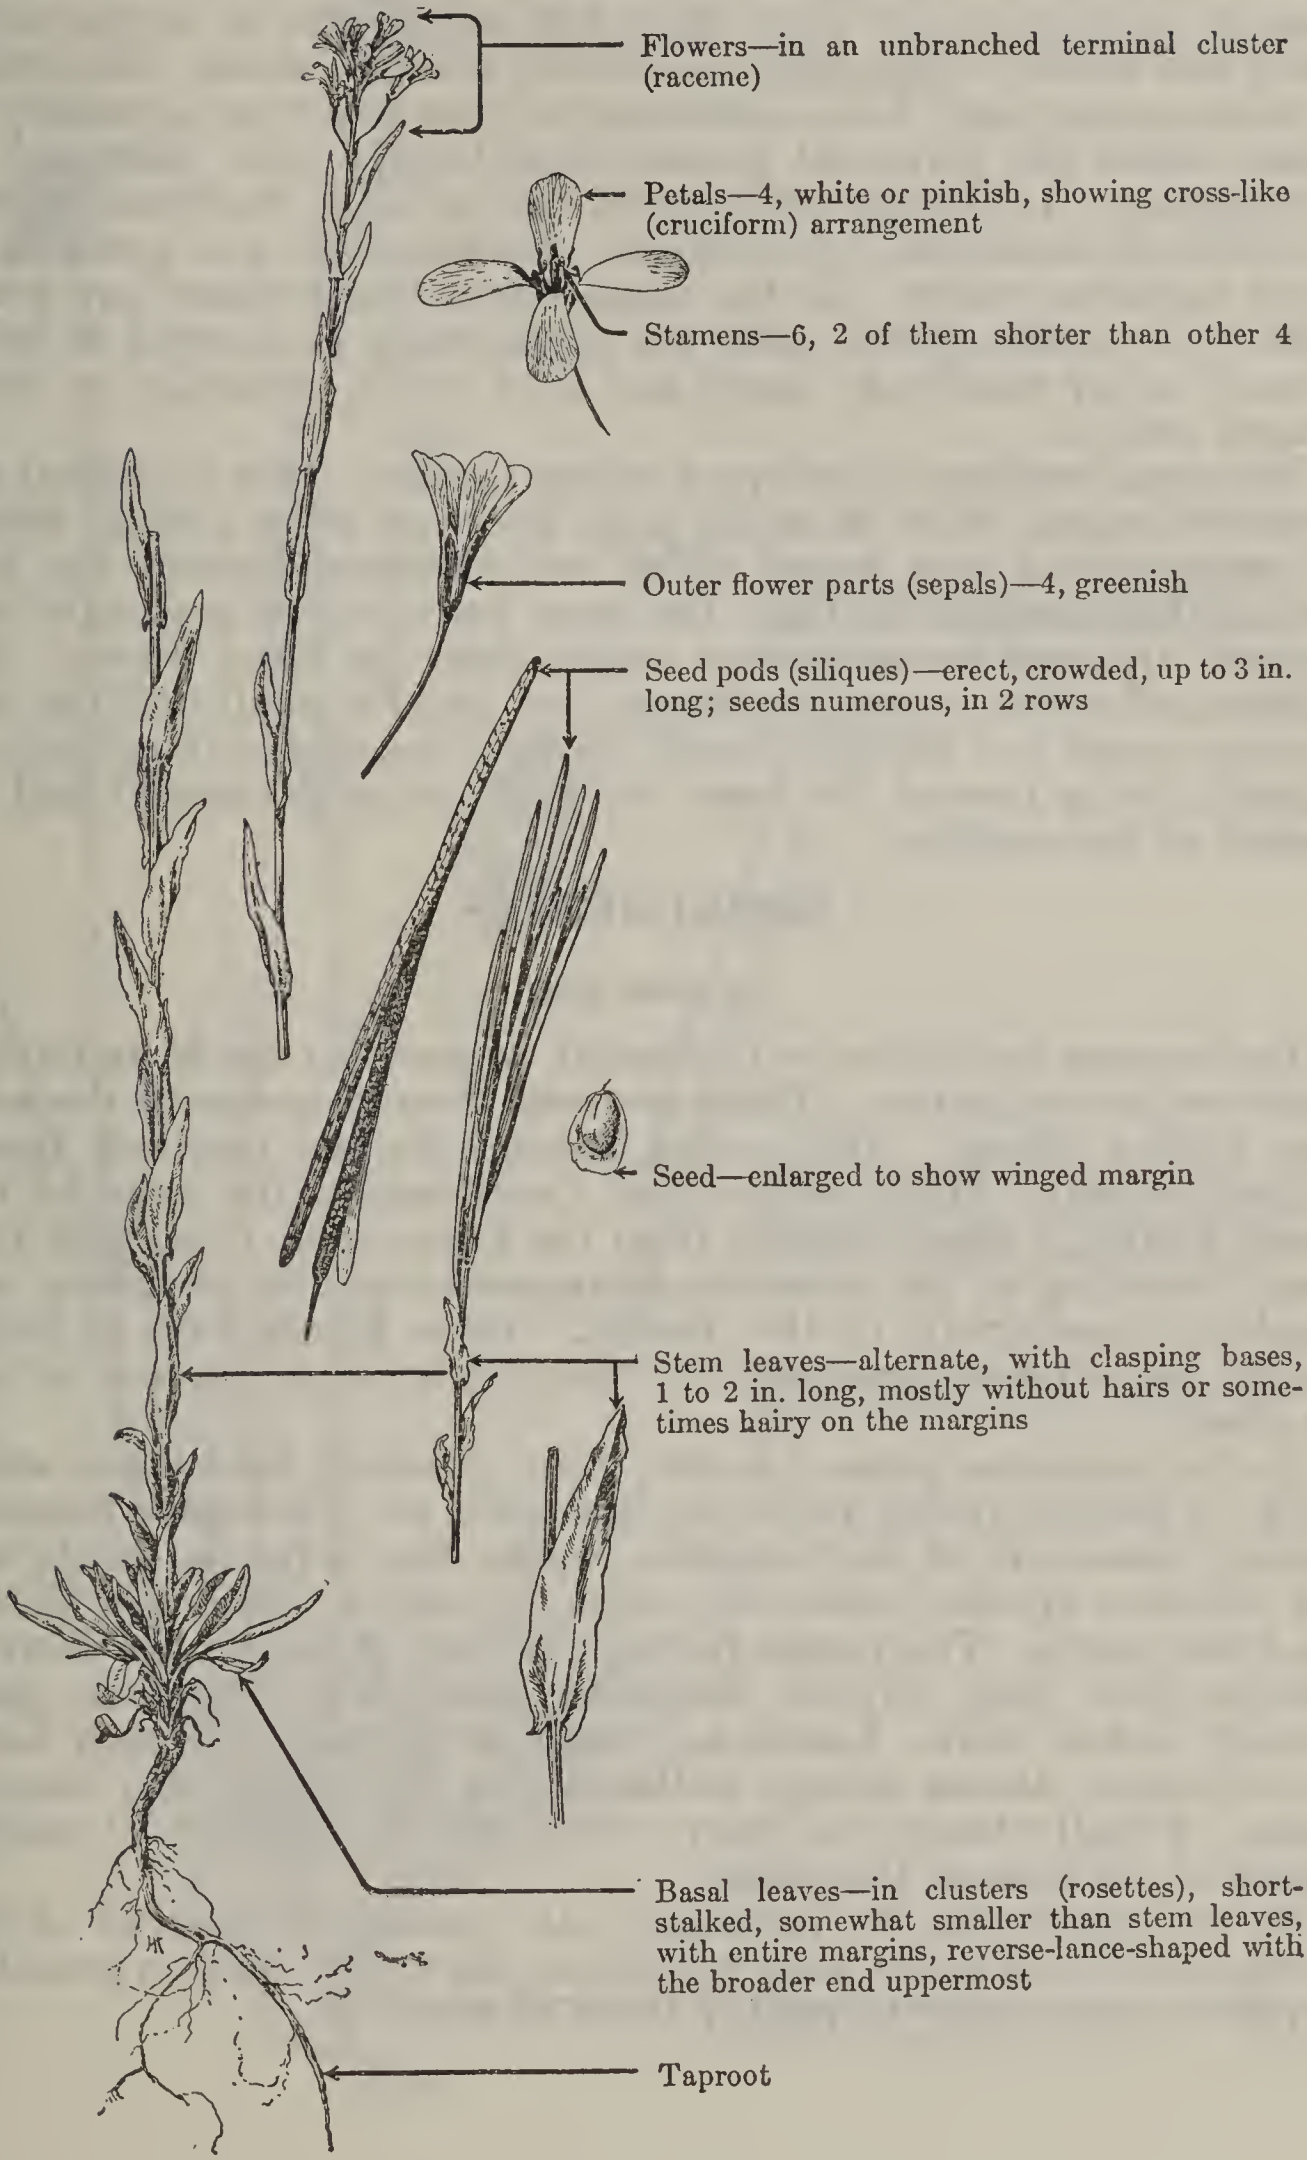 Flowers—in an unbranched terminal cluster
(raceme)
Petals—4, white or pinkish, showing cross-like
(cruciform) arrangement
Stamens—6, 2 of them shorter than other 4
Outer flower parts (sepals)—4, greenish
Seed pods (siliques)—erect, crowded, up to 3 in.
long; seeds numerous, in 2 rows
Seed—enlarged to show winged margin
Stem leaves—alternate, with clasping bases,
1 to 2 in. long, mostly without hairs or some-
times hairy on the margins
Basal leaves—in clusters (rosettes), short-
stalked, somewhat smaller than stem leaves,
with entire margins, reverse-lance-shaped with
the broader end uppermost
Taproot